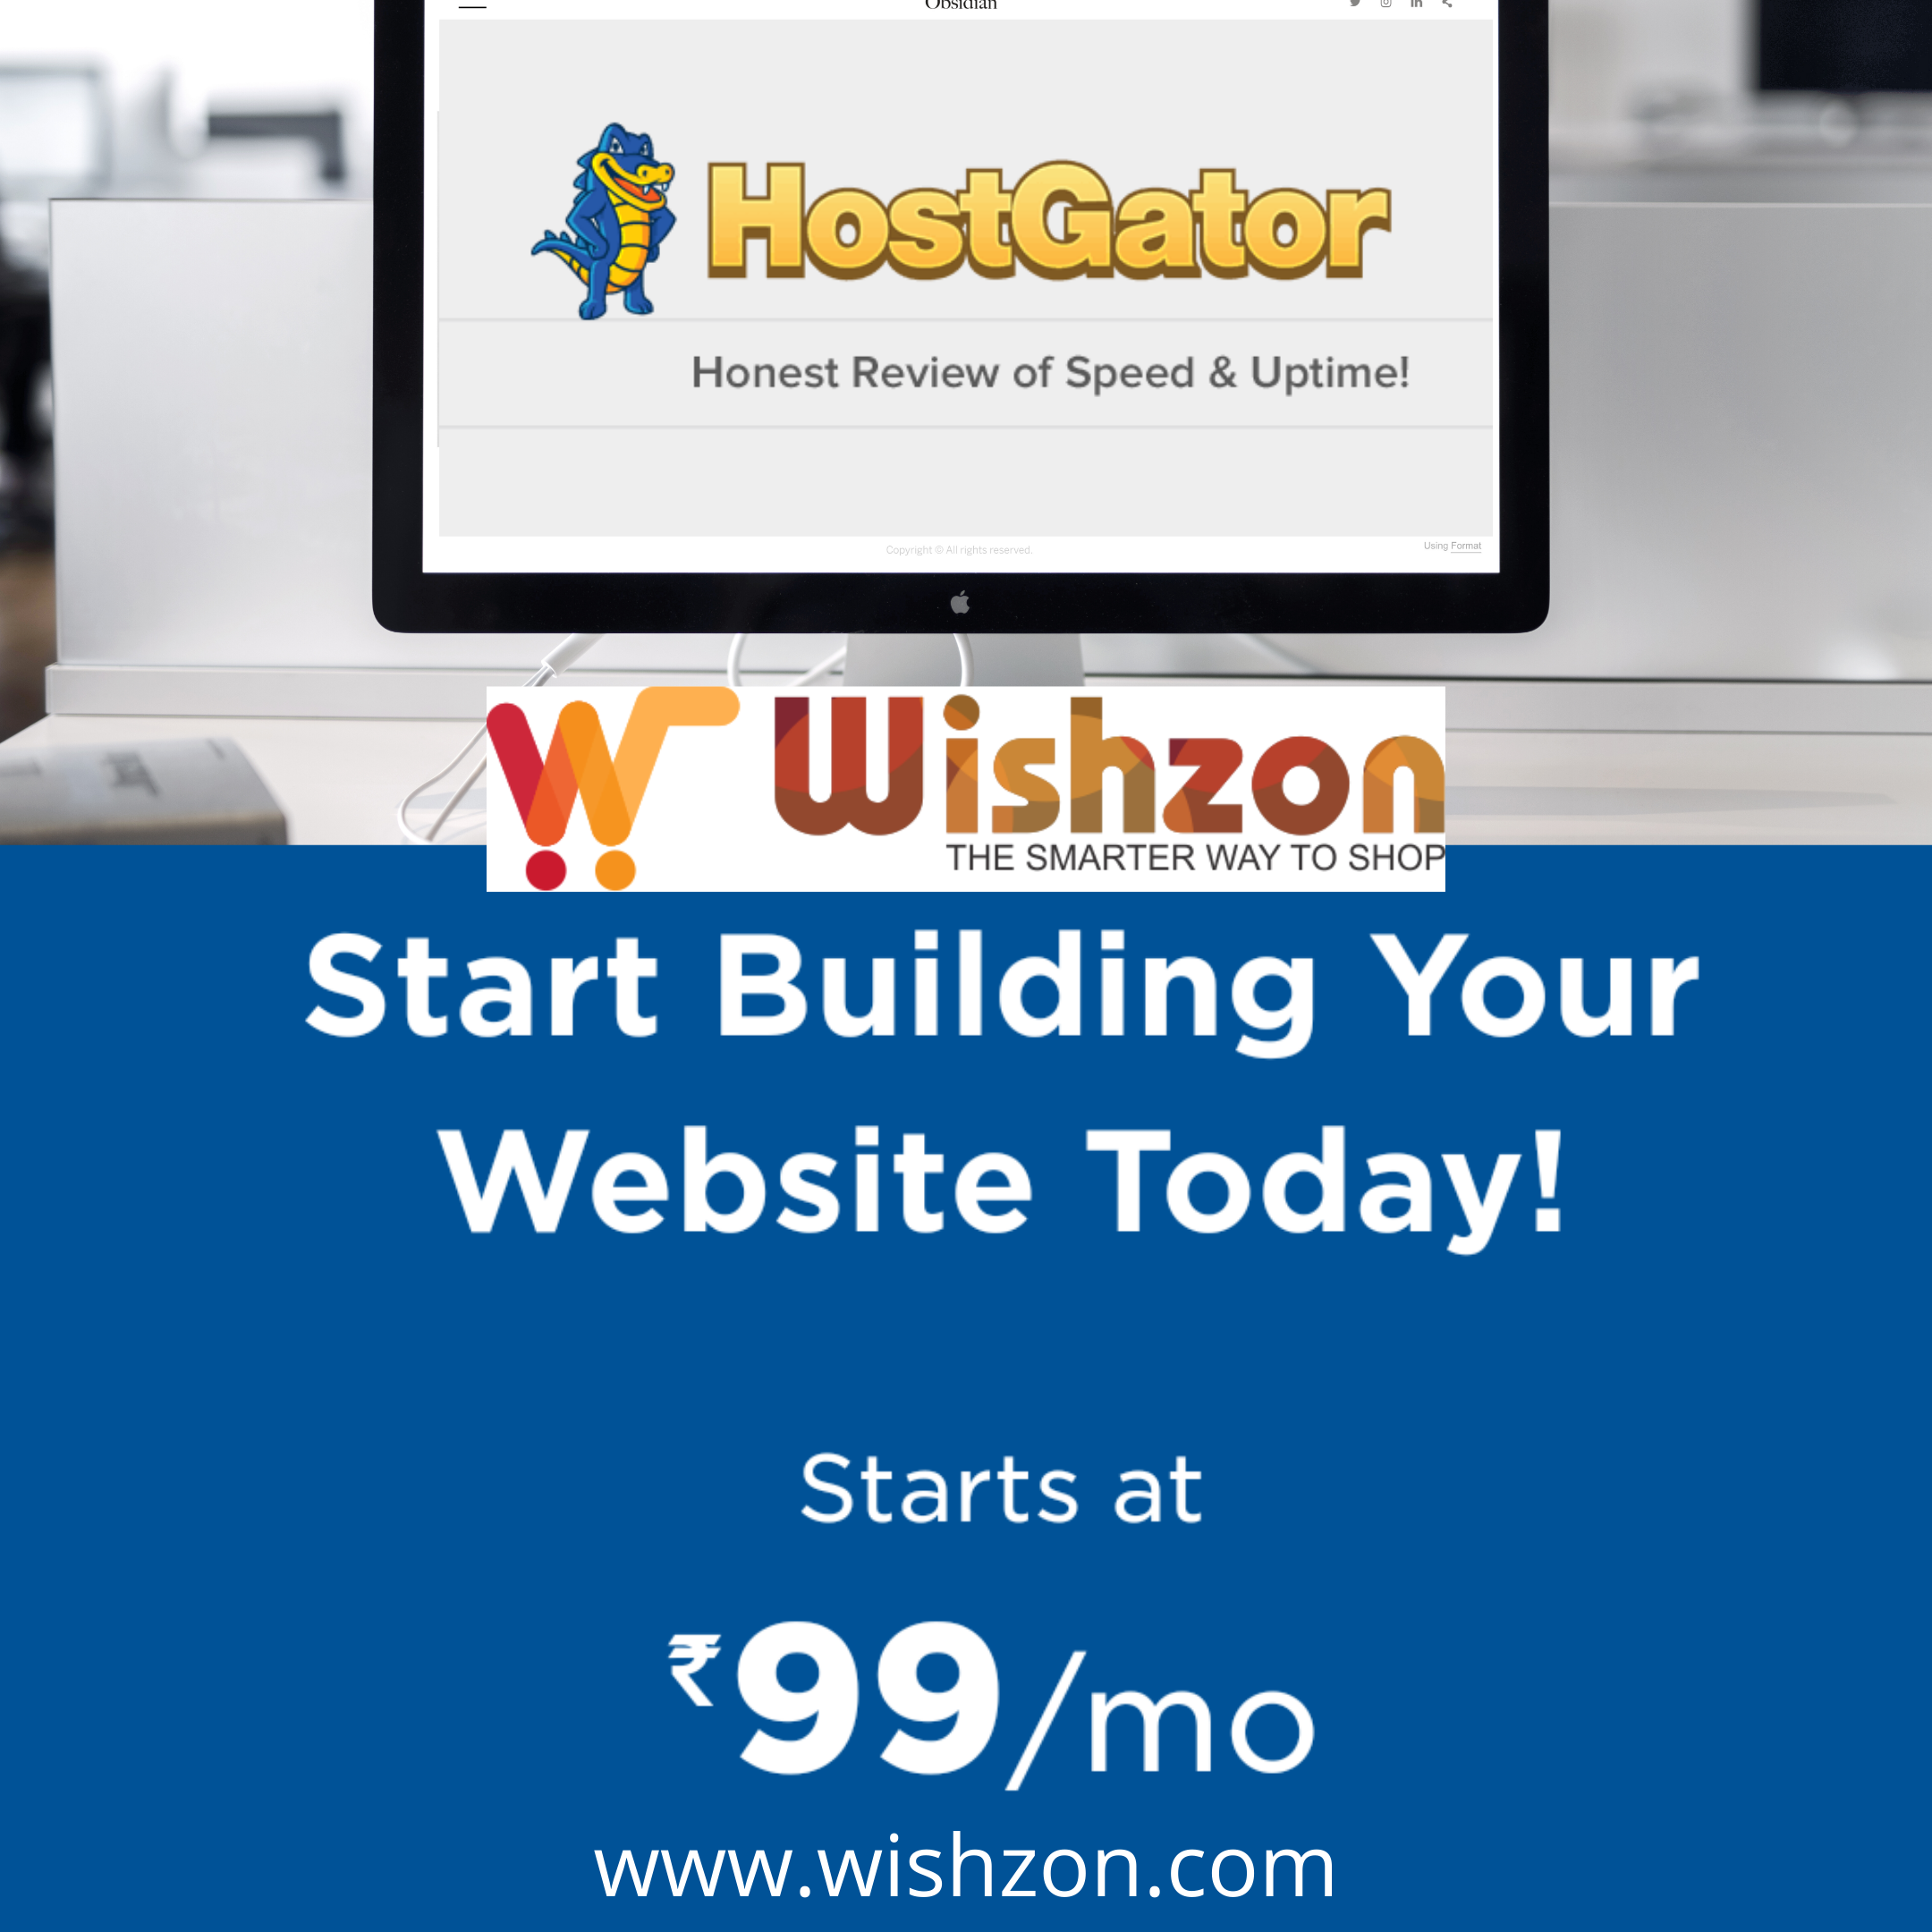 Obsidian
HostGator
Honest Review of Speed & Uptime!
Copyright © All rights reserved.
Using Format
Wishzon
THE SMARTER WAY TO SHOP
Start Building Your
Website Today!
Starts at
₹99/mo
www.wishzon.com